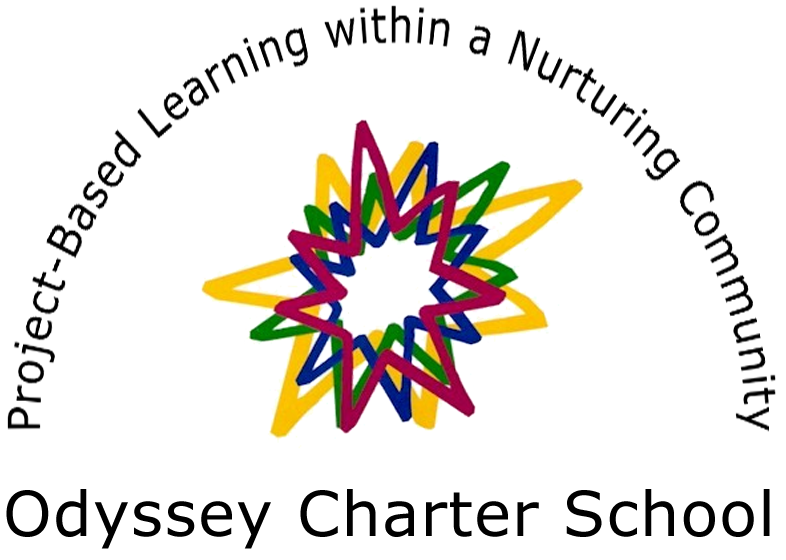 Project-Based Learning within a Nurturing Community
Odyssey Charter School